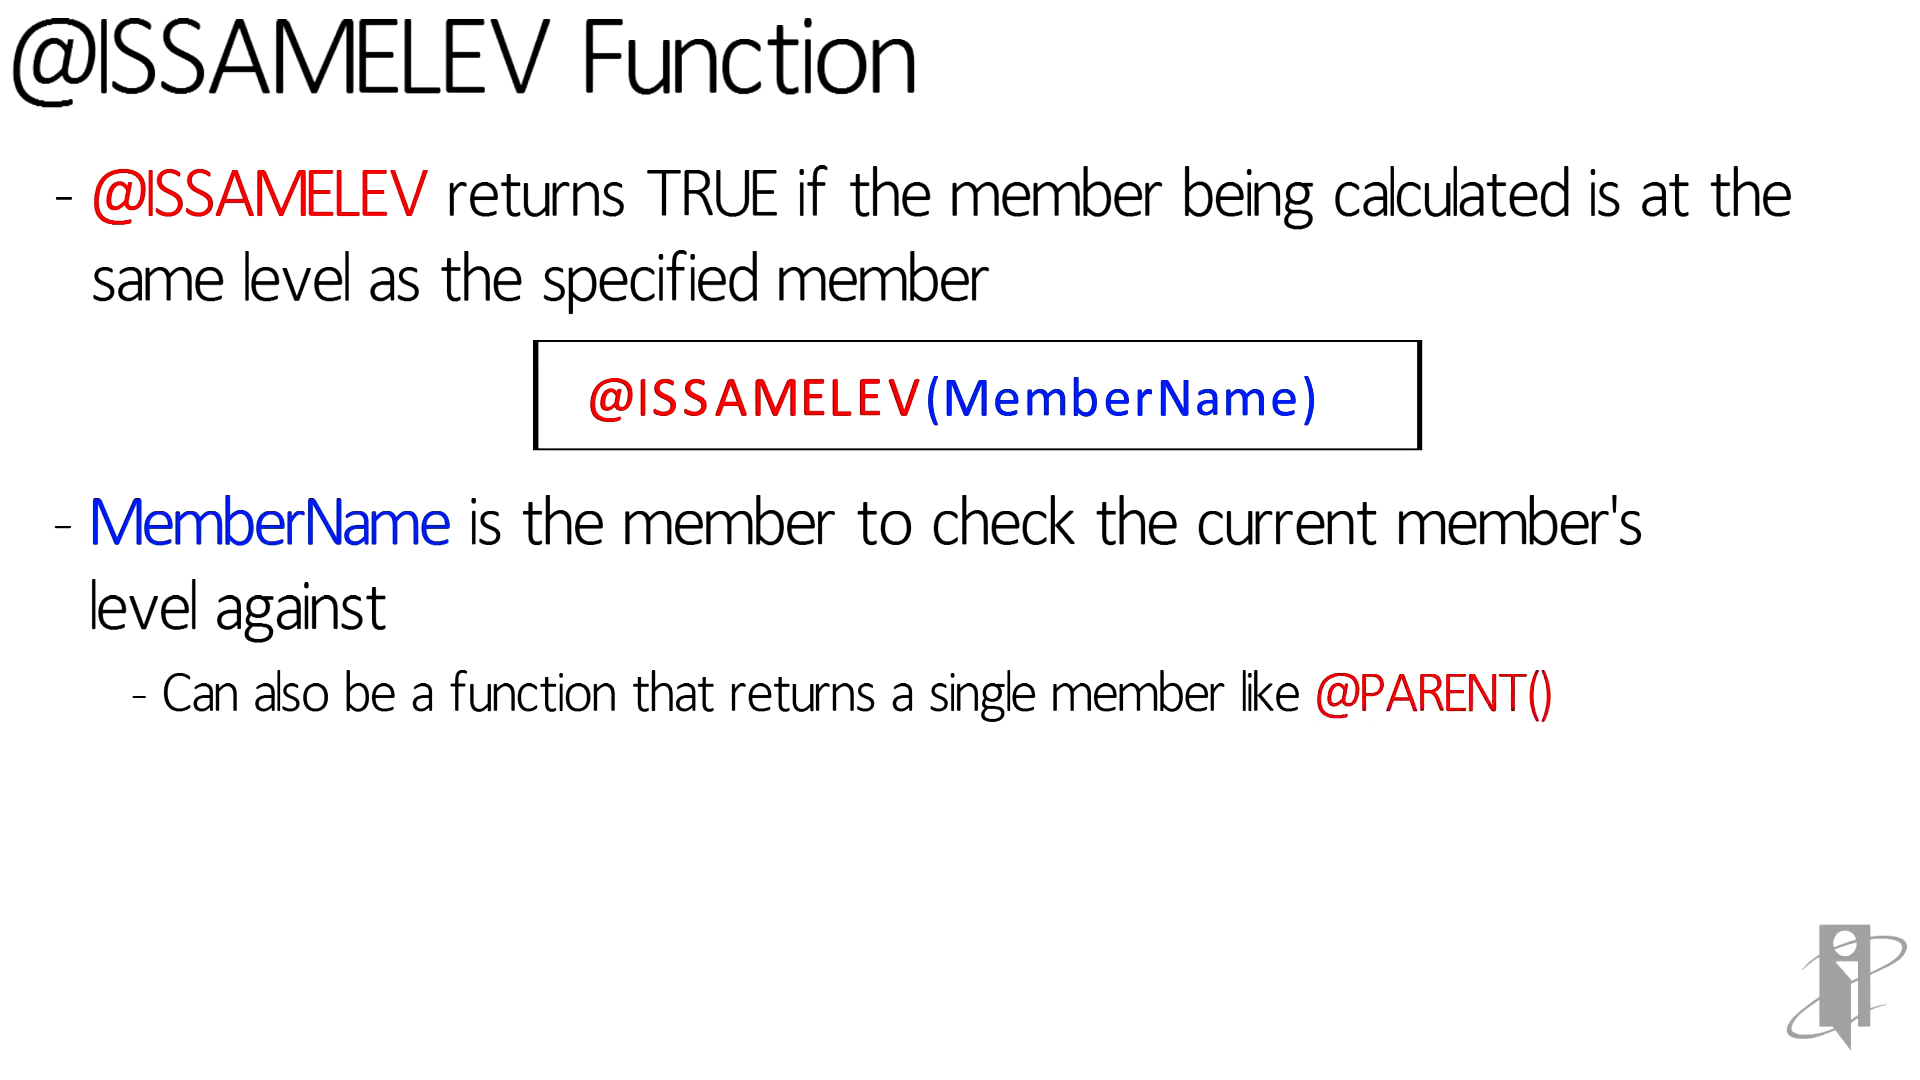 @ISSAMELEV Function
- @ISSAMELEV returns TRUE if the member being calculated is at the
same level as the specified member
@ISSAMELEV(MemberName)
- MemberName is the member to check the current member's
level against
- Can also be a function that returns a single member like @PARENT()